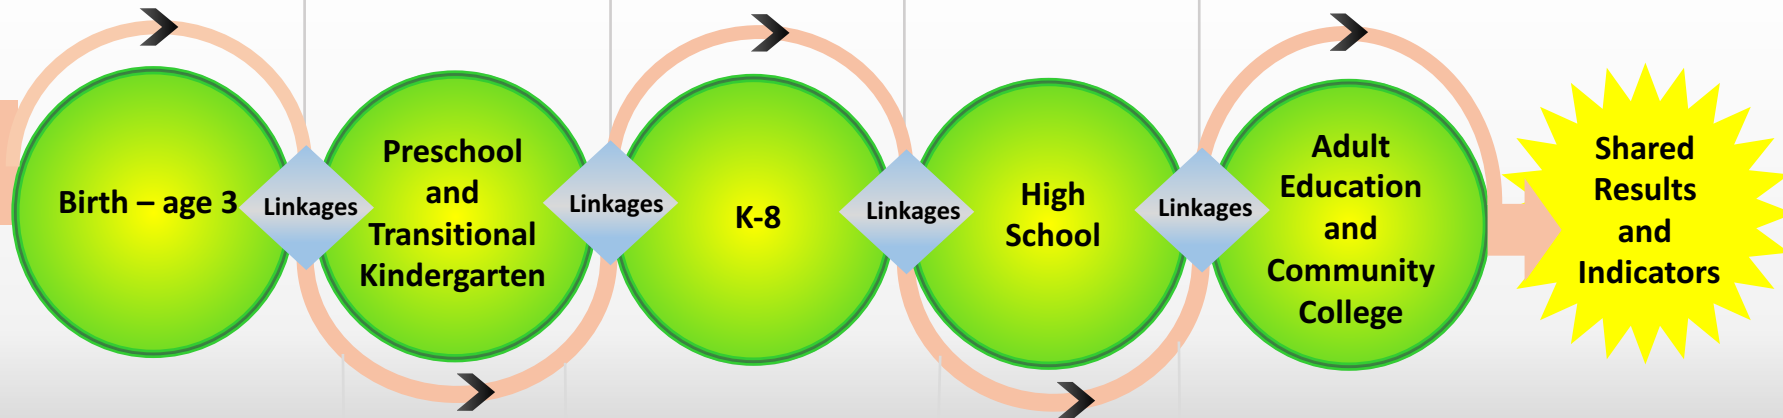 Birth – age 3
Linkages
Preschool
and
Transitional
Kindergarten
Linkages
K-8
Linkages
High
School
Linkages
Adult
Education
and
Community
College
Shared
Results
and
Indicators